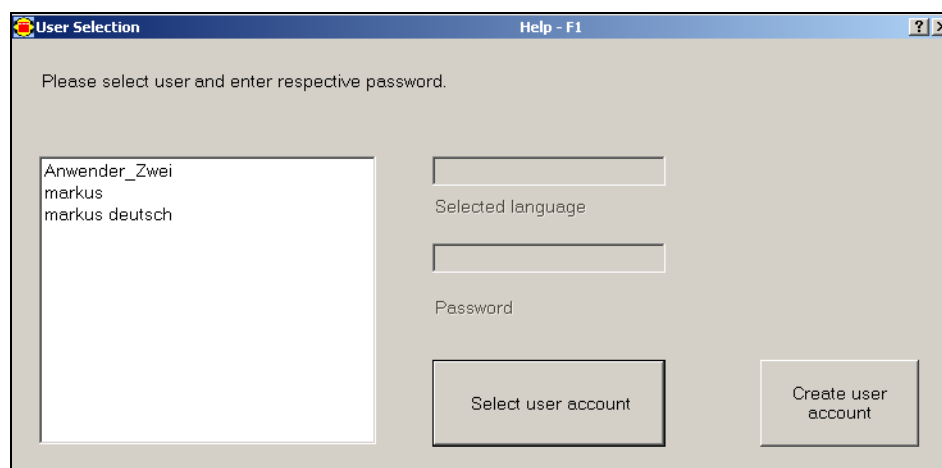 User Selection Help - F1
Please select user and enter respective password.
Anwender_Zwei
markus
markus deutsch
Selected language
Password
Select user account
Create user
account